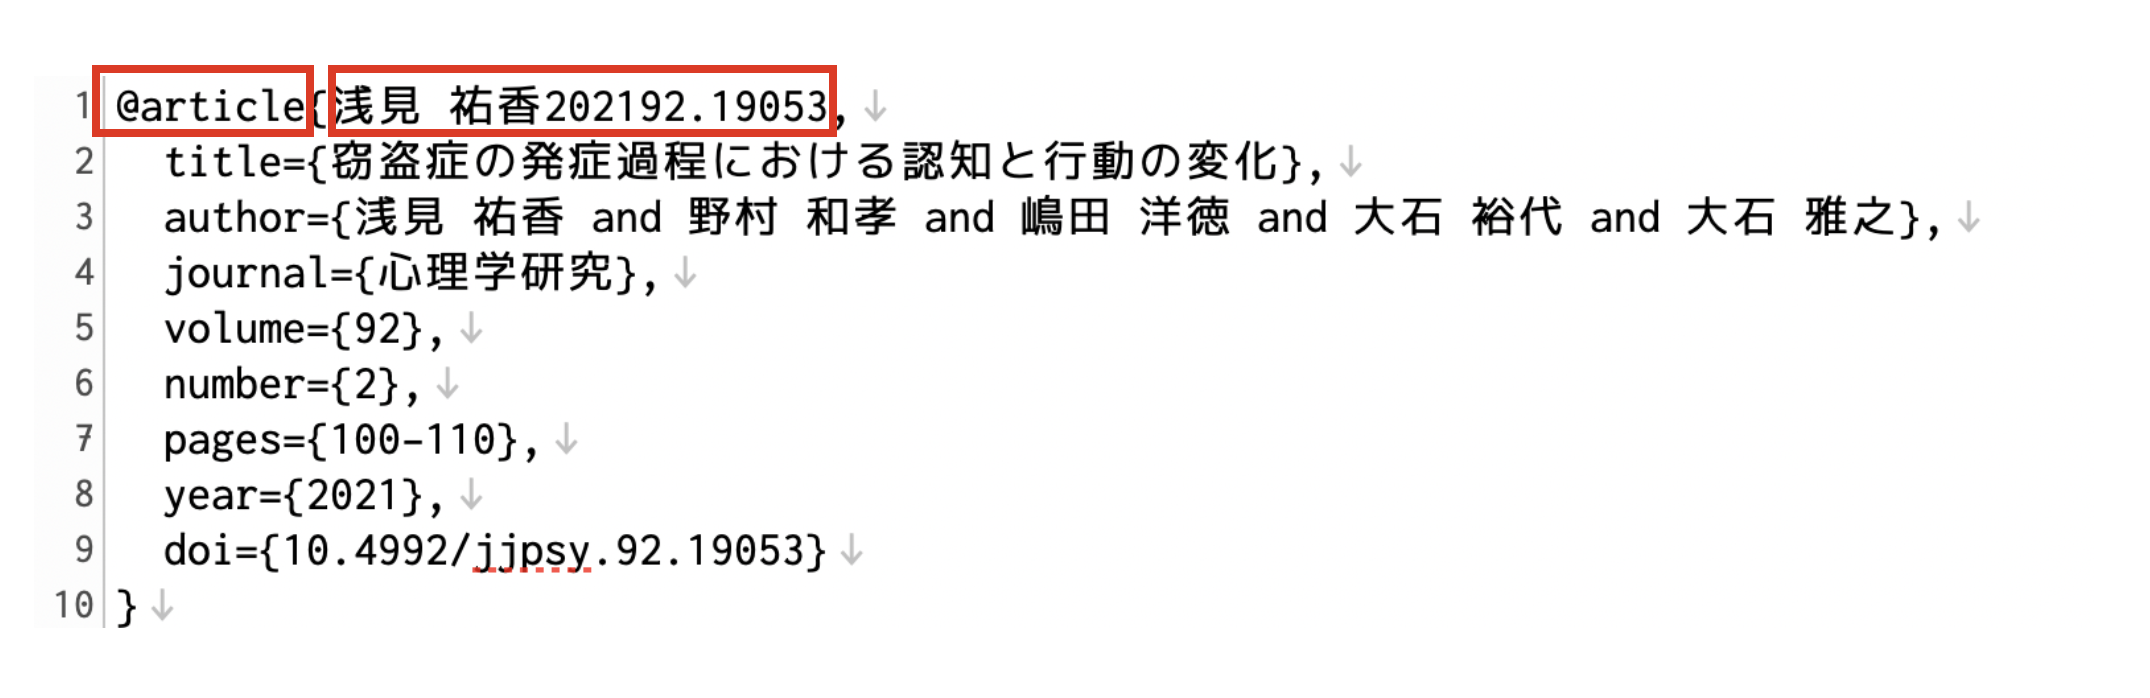 1 @article{浅見 祐香202192.19053,↓
2 title={窃盗症の発症過程における認知と行動の変化},↓
3 author={浅見 祐香 and 野村 和孝 and 嶋田 洋徳 and 大石 裕代 and 大石 雅之},↓
4 journal={心理学研究},↓
5 volume={92},↓
6 number={2},↓
7 pages={100-110},↓
8 year={2021},↓
9 doi={10.4992/jjpsy.92.19053}↓
10 }↓